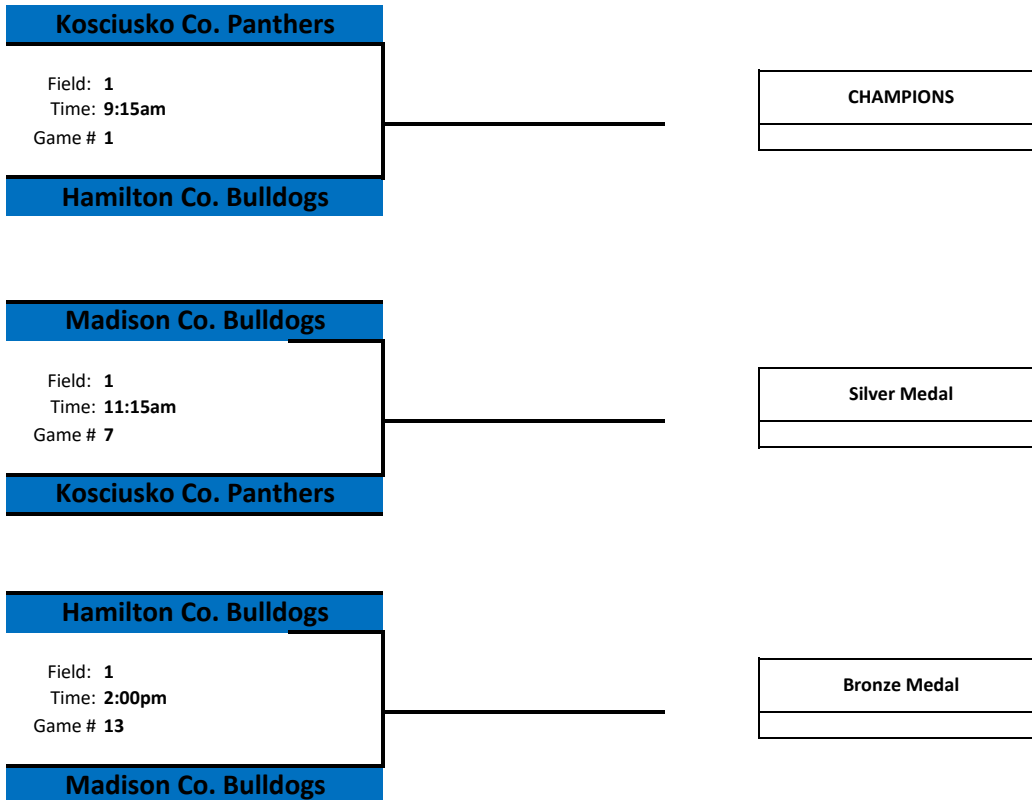 Kosciusko Co. Panthers
Field: 1
Time: 9:15am
Game # 1
Hamilton Co. Bulldogs
CHAMPIONS
Madison Co. Bulldogs
Field: 1
Time: 11:15am
Game # 7
Kosciusko Co. Panthers
Silver Medal
Hamilton Co. Bulldogs
Field: 1
Time: 2:00pm
Game # 13
Madison Co. Bulldogs
Bronze Medal